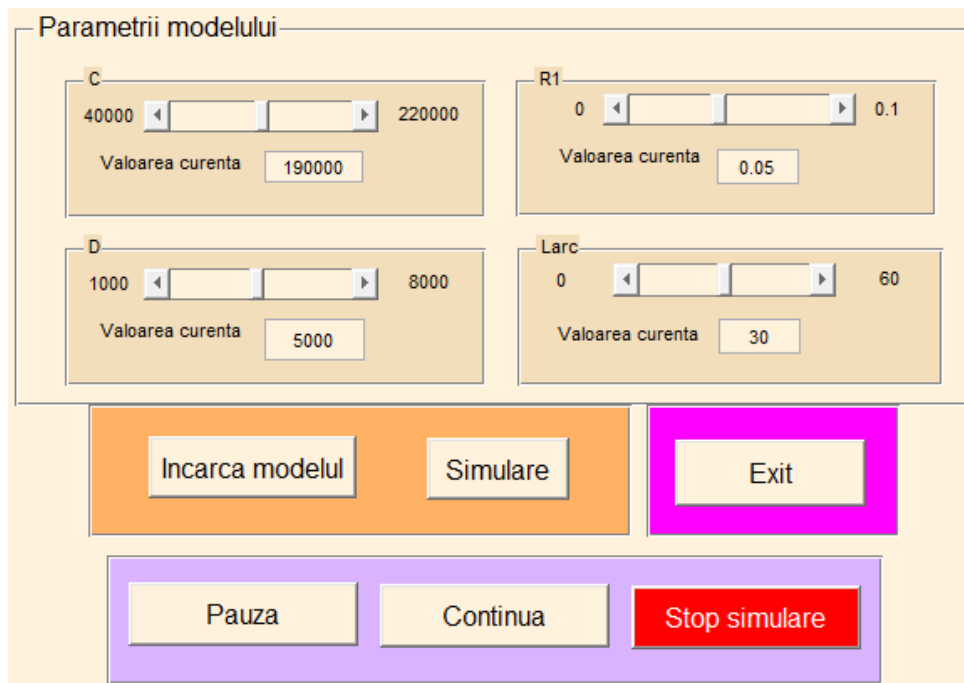 Parametrii modelului
C
40000 220000
Valoarea curenta 190000
R1
0 0.1
Valoarea curenta 0.05
D
1000 8000
Valoarea curenta 5000
Larc
0 60
Valoarea curenta 30
Incarca modelul Simulare Exit
Pauza Continua Stop simulare